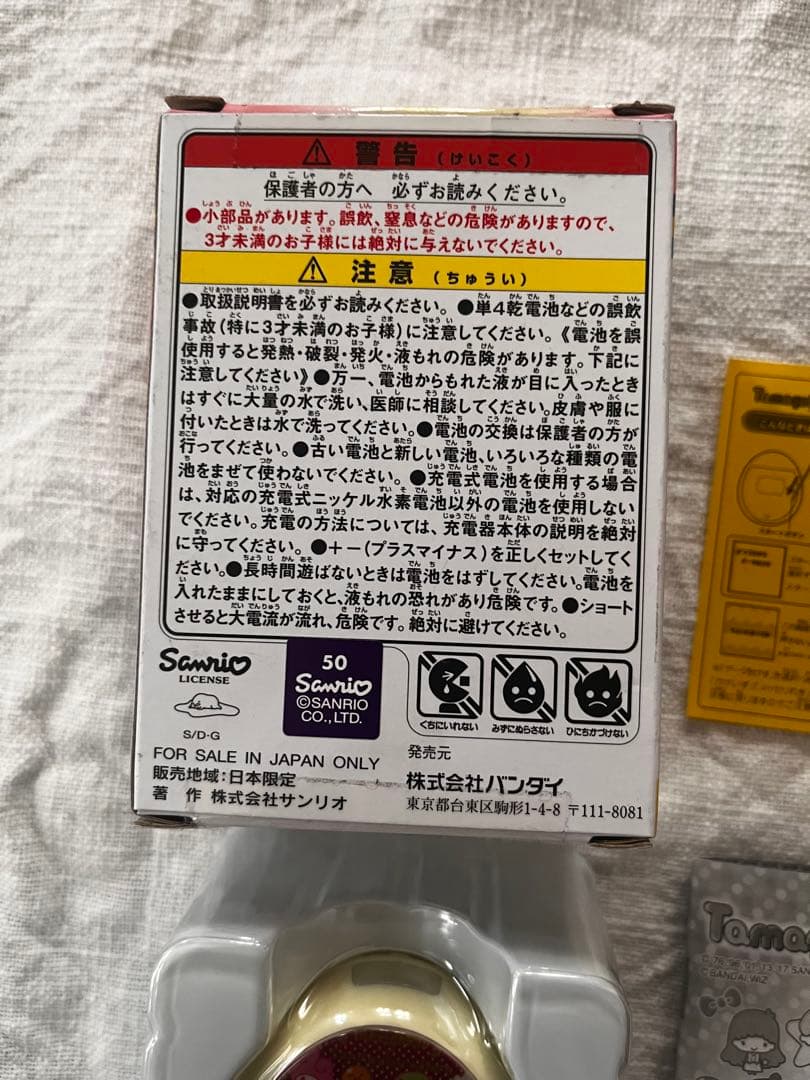 警告(けいこく)
保護者の方へ 必ずお読みください。
●小部品があります。誤飲、窒息などの危険がありますので、
3才未満のお子様には絶対に与えないでください。
注意(ちゅうい)
●取扱説明書を必ずお読みください。●単4乾電池などの誤飲
事故(特に3才未満のお子様)に注意してください。《電池を誤
使用すると発熱・破裂・発火・液もれの危険があります。下記に
注意してください》●万一、電池からもれた液が目に入ったとき
はすぐに大量の水で洗い、医師に相談してください。皮膚や服に
付いたときは水で洗ってください。●電池の交換は保護者の方が
行ってください。●古い電池と新しい電池、いろいろな種類の電
池をまぜて使わないでください。●充電式電池を使用する場合
は、対応の充電式ニッケル水素電池以外の電池を使用しない
でください。充電の方法については、充電器本体の説明を絶対
に守ってください。●+-(プラスマイナス)を正しくセットしてく
ださい。●長時間遊ばないときは電池をはずしてください。電池を
入れたままにしておくと、液もれの恐れがあり危険です。●ショート
させると大電流が流れ、危険です。絶対に避けてください。
Sanrio
LICENSE
S/D・G
50
Sanrio
©SANRIO
CO.,LTD.
くちにいれない
みずにぬらさない
ひにちかづけない
FOR SALE IN JAPAN ONLY
販売地域:日本限定
著 作 株式会社サンリオ
発売元
株式会社バンダイ
東京都台東区駒形1-4-8 〒111-8081
Tamag
Tamag
©BANDAI,WIZ